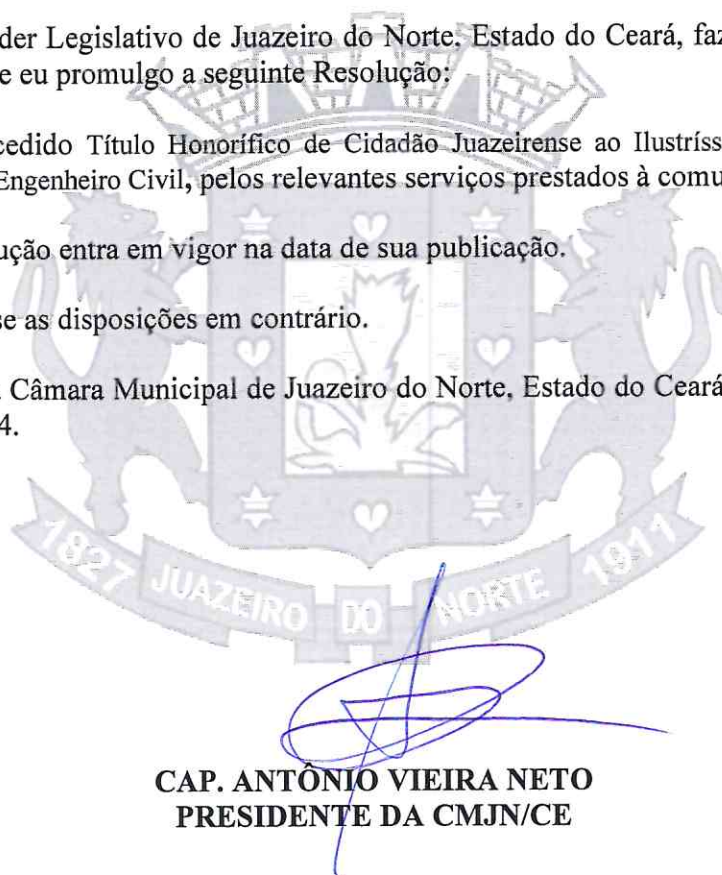 der Legislativo de Juazeiro do Norte, Estado do Ceará, faz
e eu promulgo a seguinte Resolução:
cedido Título Honorífico de Cidadão Juazeirense ao Ilustríss
Engenheiro Civil, pelos relevantes serviços prestados à comu
ução entra em vigor na data de sua publicação.
se as disposições em contrário.
Câmara Municipal de Juazeiro do Norte, Estado do Ceará
4.
1827 JUAZEIRO DO NORTE 1911
CAP. ANTÔNIO VIEIRA NETO
PRESIDENTE DA CMJN/CE